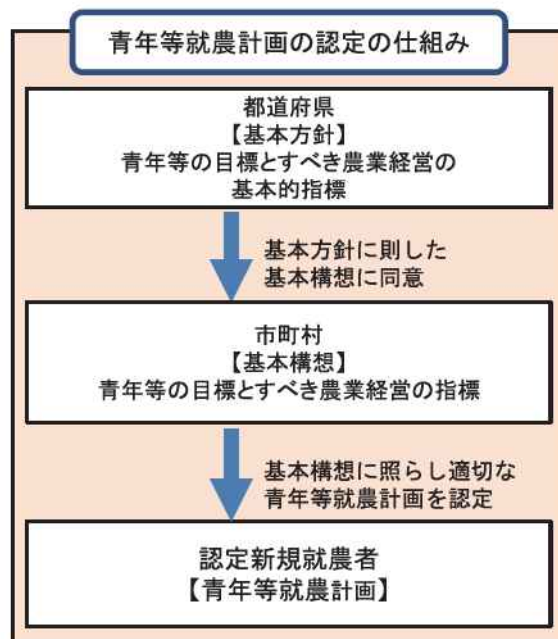 青年等就農計画の認定の仕組み
都道府県
【基本方針】
青年等の目標とすべき農業経営の
基本的指標
基本方針に則した
基本構想に同意
市町村
【基本構想】
青年等の目標とすべき農業経営の指標
基本構想に照らし適切な
青年等就農計画を認定
認定新規就農者
【青年等就農計画】